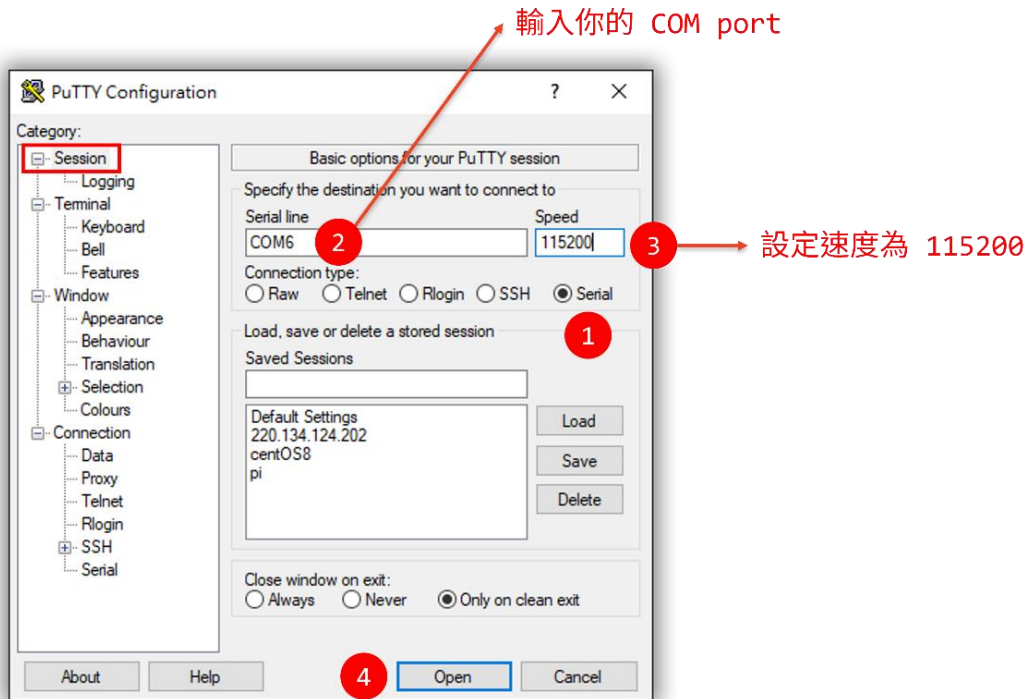 輸入你的 COM port
PuTTY Configuration ? ×
Category:
Session
Logging
Terminal
Keyboard
Bell
Features
Window
Appearance
Behaviour
Translation
Selection
Colours
Connection
Data
Proxy
Telnet
Rlogin
SSH
Serial
Basic options for your PuTTY session
Specify the destination you want to connect to
Serial line Speed
COM6 2 115200 3 設定速度為 115200
Connection type:
Raw Telnet Rlogin SSH Serial
1
Load, save or delete a stored session
Saved Sessions
Default Settings
220.134.124.202
centOS8
pi
Load
Save
Delete
Close window on exit:
Always Never Only on clean exit
About Help 4 Open Cancel